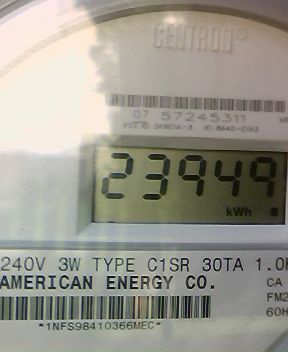 CENTRON®
07 57245311
23949
kWh
240V 3W TYPE C1SR 30TA 1.0
AMERICAN ENERGY CO.
CA
FM2
60H
*1NFS98410366MEC*